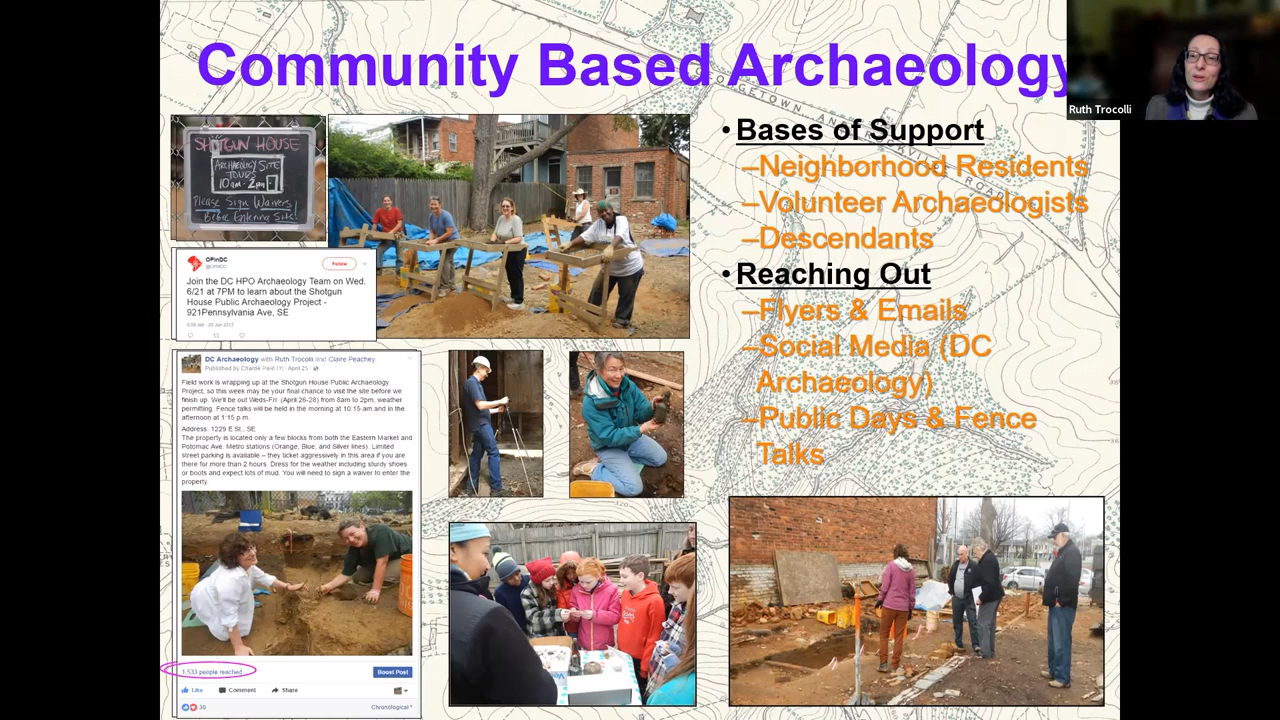 Community Based Archaeology
Ruth Trocolli
SHOTGUN HOUSE
ARCHAEOLOGY SITE
TOURS
10am - 2pm
Please Sign Waivers
Before Entering Site!
OPinDC
Follow
Join the DC HPO Archaeology Team on Wed.
6/21 at 7PM to learn about the Shotgun
House Public Archaeology Project -
921Pennsylvania Ave, SE
DC Archaeology with Ruth Trocolli and Claire Peachey.
Field work is wrapping up at the Shotgun House Public Archaeology
Project, so this week may be your final chance to visit the site before we
finish up. We'll be out Weds-Fri. (April 26-28) from 8am to 2pm, weather
permitting. Fence talks will be held in the morning at 10:15 am and in the
afternoon at 1:15 p.m.
Address: 1229 E St., SE
The property is located only a few blocks from both the Eastern Market and
Potomac Ave. Metro stations (Orange, Blue, and Silver lines). Limited
street parking is available – they ticket aggressively in this area if you
are there for more than 2 hours. Dress for the weather including sturdy shoes
or boots and expect lots of mud. You will need to sign a waiver to enter the
property.
1,533 people reached
Boost Post
Like Comment Share
30
Chronological
• Bases of Support
–Neighborhood Residents
–Volunteer Archaeologists
–Descendants
• Reaching Out
–Flyers & Emails
–Social Media (DC
Archaeology)
–Public Days & Fence
Talks